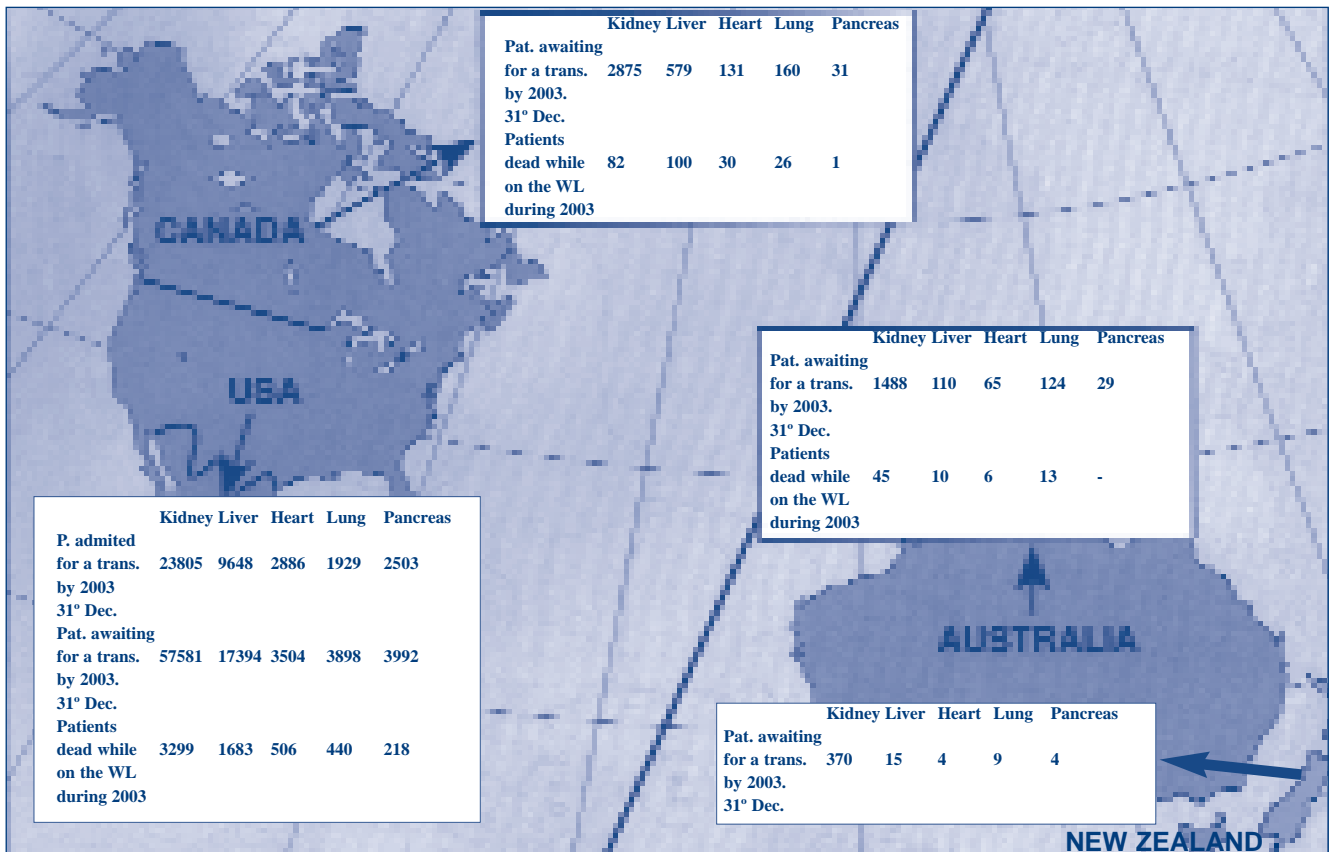 Kidney Liver Heart Lung Pancreas
Pat. awaiting
for a trans. 2875 579 131 160 31
by 2003.
31º Dec.
Patients
dead while 82 100 30 26 1
on the WL
during 2003
CANADA
USA
Kidney Liver Heart Lung Pancreas
Pat. awaiting
for a trans. 1488 110 65 124 29
by 2003.
31º Dec.
Patients
dead while 45 10 6 13 -
on the WL
during 2003
Kidney Liver Heart Lung Pancreas
P. admited
for a trans. 23805 9648 2886 1929 2503
by 2003
31º Dec.
Pat. awaiting
for a trans. 57581 17394 3504 3898 3992
by 2003.
31º Dec.
Patients
dead while 3299 1683 506 440 218
on the WL
during 2003
AUSTRALIA
Kidney Liver Heart Lung Pancreas
Pat. awaiting
for a trans. 370 15 4 9 4
by 2003.
31º Dec.
NEW ZEALAND